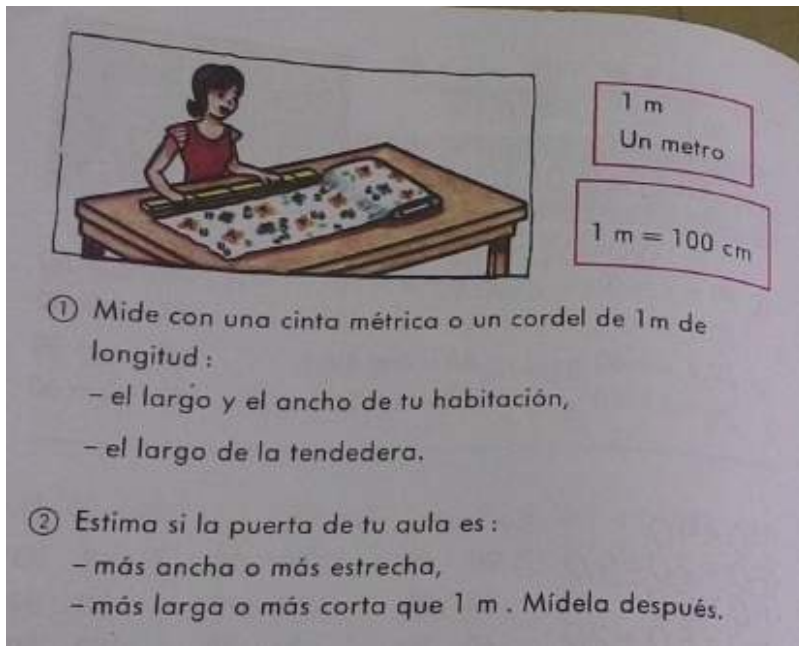 1 m
Un metro
1 m = 100 cm
① Mide con una cinta métrica o un cordel de 1m de
longitud :
– el largo y el ancho de tu habitación,
– el largo de la tendedera.
② Estima si la puerta de tu aula es :
– más ancha o más estrecha,
– más larga o más corta que 1 m . Mídela después.